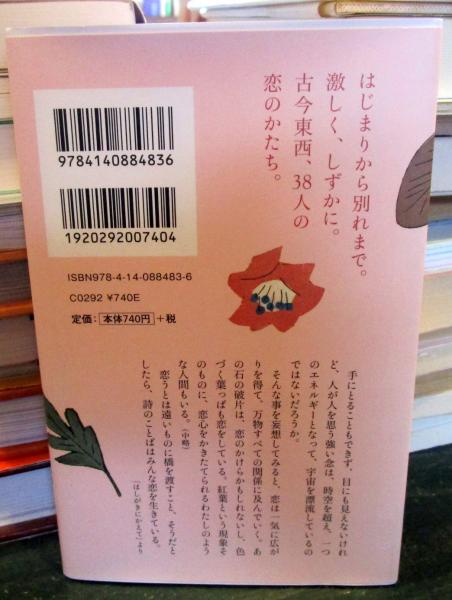 はじまりから別れまで。
激しく、しずかに。
古今東西、38人の
恋のかたち。
9784140884836
1920292007404
ISBN978-4-14-088483-6
C0292 ¥740E
定価：本体740円+税
手にとることもできず、目にも見えないけれ
ど、人が人を思う強い念は、時空を超え、一つ
のエネルギーとなって、宇宙を漂流しているの
ではないだろうか。
そんな事を妄想してみると、恋は一気に広が
りを得て、万物すべての関係に及んでいく。あ
の石の破片は、恋のかけらかもしれないし、色
づく葉っぱも恋をしている。紅葉という現象そ
のものに、恋心をかきたてられるわたしのよう
な人間もいる。（中略）
恋うとは遠いものに橋を渡すこと、そうだと
したら、詩のことばはみんな恋を生きている。
「はしがきにかえて」より